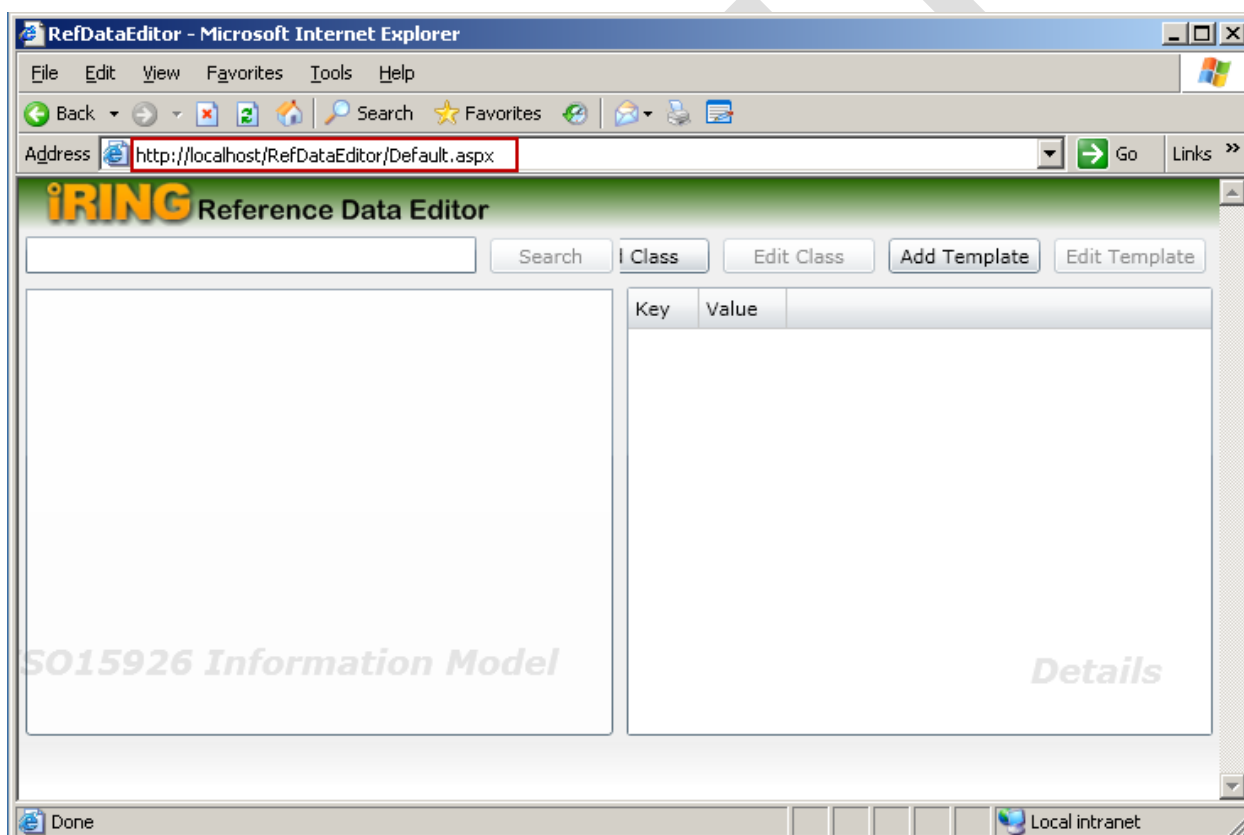 RefDataEditor - Microsoft Internet Explorer
File Edit View Favorites Tools Help
Back Search Favorites
Address http://localhost/RefDataEditor/Default.aspx Go Links »
iRING Reference Data Editor
Search Class Edit Class Add Template Edit Template
Key Value
SO15926 Information Model
Details
Done Local intranet